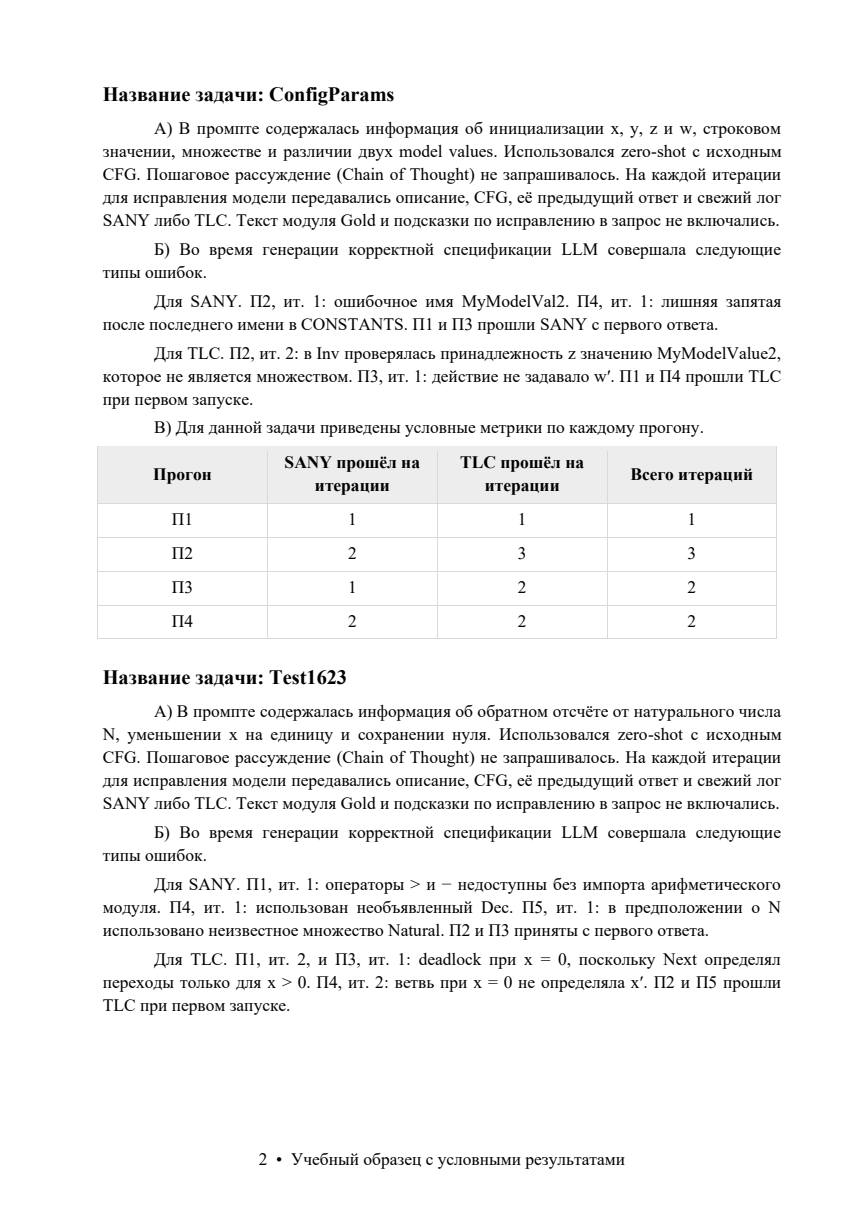 Название задачи: ConfigParams
А) В промпте содержалась информация об инициализации x, y, z и w, строковом
значении, множестве и различии двух model values. Использовался zero-shot с исходным
CFG. Пошаговое рассуждение (Chain of Thought) не запрашивалось. На каждой итерации
для исправления модели передавались описание, CFG, её предыдущий ответ и свежий лог
SANY либо TLC. Текст модуля Gold и подсказки по исправлению в запрос не включались.
Б) Во время генерации корректной спецификации LLM совершала следующие
типы ошибок.
Для SANY. П2, ит. 1: ошибочное имя MyModelVal2. П4, ит. 1: лишняя запятая
после последнего имени в CONSTANTS. П1 и П3 прошли SANY с первого ответа.
Для TLC. П2, ит. 2: в Inv проверялась принадлежность z значению MyModelValue2,
которое не является множеством. П3, ит. 1: действие не задавало w′. П1 и П4 прошли TLC
при первом запуске.
В) Для данной задачи приведены условные метрики по каждому прогону.
Прогон SANY прошёл на итерации TLC прошёл на итерации Всего итераций
П1 1 1 1
П2 2 3 3
П3 1 2 2
П4 2 2 2
Название задачи: Test1623
А) В промпте содержалась информация об обратном отсчёте от натурального числа
N, уменьшении x на единицу и сохранении нуля. Использовался zero-shot с исходным
CFG. Пошаговое рассуждение (Chain of Thought) не запрашивалось. На каждой итерации
для исправления модели передавались описание, CFG, её предыдущий ответ и свежий лог
SANY либо TLC. Текст модуля Gold и подсказки по исправлению в запрос не включались.
Б) Во время генерации корректной спецификации LLM совершала следующие
типы ошибок.
Для SANY. П1, ит. 1: операторы > и − недоступны без импорта арифметического
модуля. П4, ит. 1: использован необъявленный Dec. П5, ит. 1: в предположении о N
использовано неизвестное множество Natural. П2 и П3 приняты с первого ответа.
Для TLC. П1, ит. 2, и П3, ит. 1: deadlock при x = 0, поскольку Next определял
переходы только для x > 0. П4, ит. 2: ветвь при x = 0 не определяла x′. П2 и П5 прошли
TLC при первом запуске.
2 • Учебный образец с условными результатами